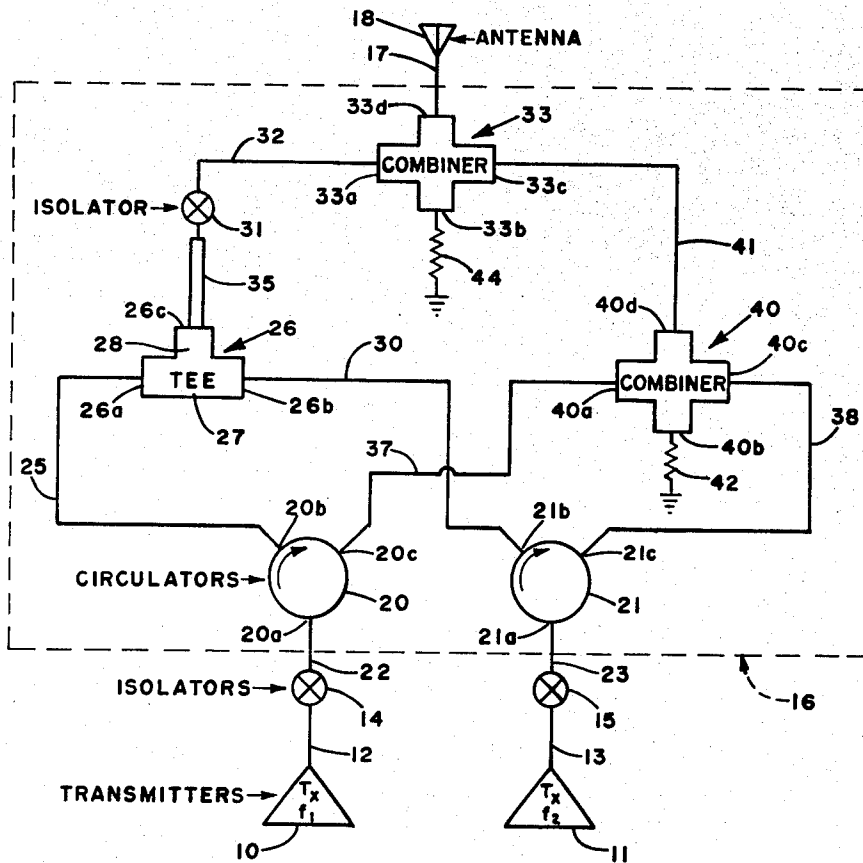 18
ANTENNA
17
33d
33
32
COMBINER
33a
33c
ISOLATOR
31
33b
44
41
35
26c
26
40d
40
28
30
40c
TEE
COMBINER
26a
26b
40a
27
38
37
40b
25
42
20b
21b
20c
21c
CIRCULATORS
20
21
20a
21a
22
23
ISOLATORS
14
15
16
12
13
TRANSMITTERS
Tx
f1
Tx
f2
10
11